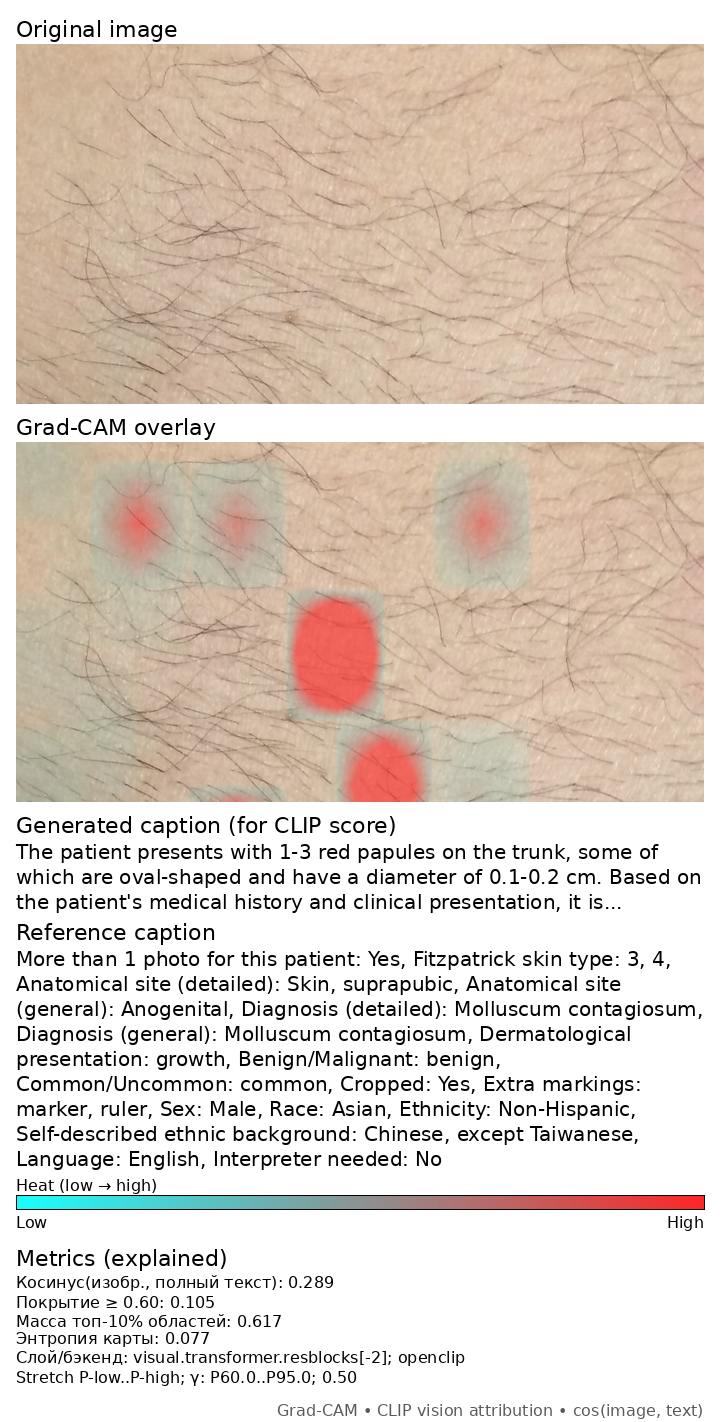 Original image
Grad-CAM overlay
Generated caption (for CLIP score)
The patient presents with 1-3 red papules on the trunk, some of
which are oval-shaped and have a diameter of 0.1-0.2 cm. Based on
the patient's medical history and clinical presentation, it is...
Reference caption
More than 1 photo for this patient: Yes, Fitzpatrick skin type: 3, 4,
Anatomical site (detailed): Skin, suprapubic, Anatomical site
(general): Anogenital, Diagnosis (detailed): Molluscum contagiosum,
Diagnosis (general): Molluscum contagiosum, Dermatological
presentation: growth, Benign/Malignant: benign,
Common/Uncommon: common, Cropped: Yes, Extra markings:
marker, ruler, Sex: Male, Race: Asian, Ethnicity: Non-Hispanic,
Self-described ethnic background: Chinese, except Taiwanese,
Language: English, Interpreter needed: No
Heat (low → high)
Low High
Metrics (explained)
Косинус(изобр., полный текст): 0.289
Покрытие ≥ 0.60: 0.105
Масса топ-10% областей: 0.617
Энтропия карты: 0.077
Слой/бэкенд: visual.transformer.resblocks[-2]; openclip
Stretch P-low..P-high; γ: P60.0..P95.0; 0.50
Grad-CAM • CLIP vision attribution • cos(image, text)